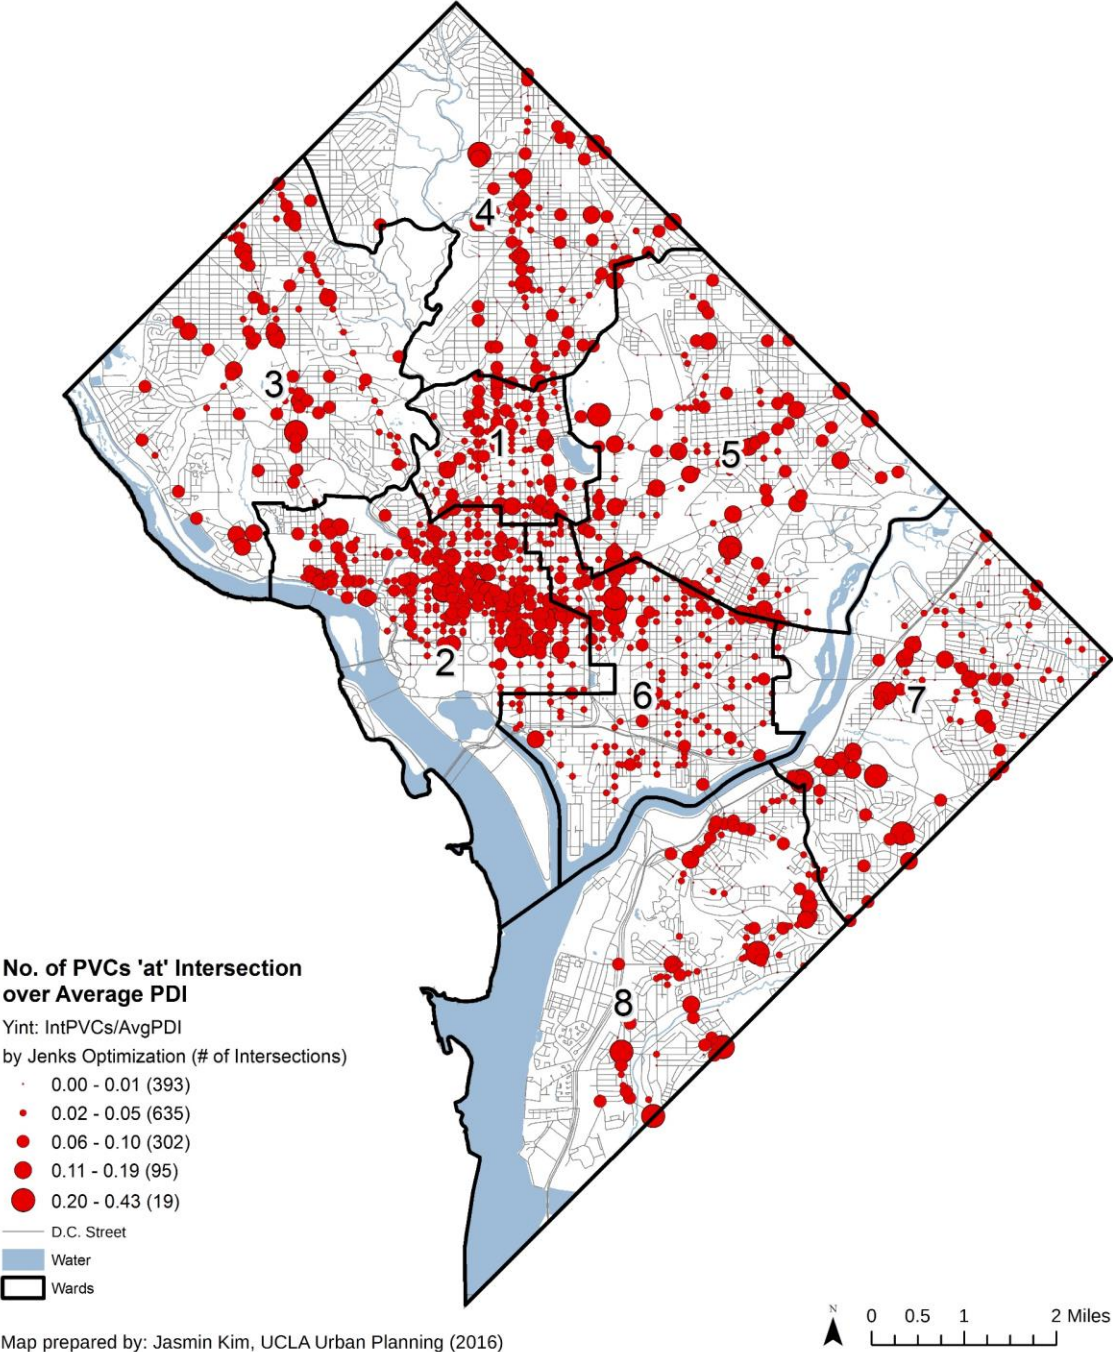 4
3
1
5
2
6
7
8
No. of PVCs 'at' Intersection
over Average PDI
Yint: IntPVCs/AvgPDI
by Jenks Optimization (# of Intersections)
0.00 - 0.01 (393)
0.02 - 0.05 (635)
0.06 - 0.10 (302)
0.11 - 0.19 (95)
0.20 - 0.43 (19)
D.C. Street
Water
Wards
Map prepared by: Jasmin Kim, UCLA Urban Planning (2016)
N
0 0.5 1 2 Miles